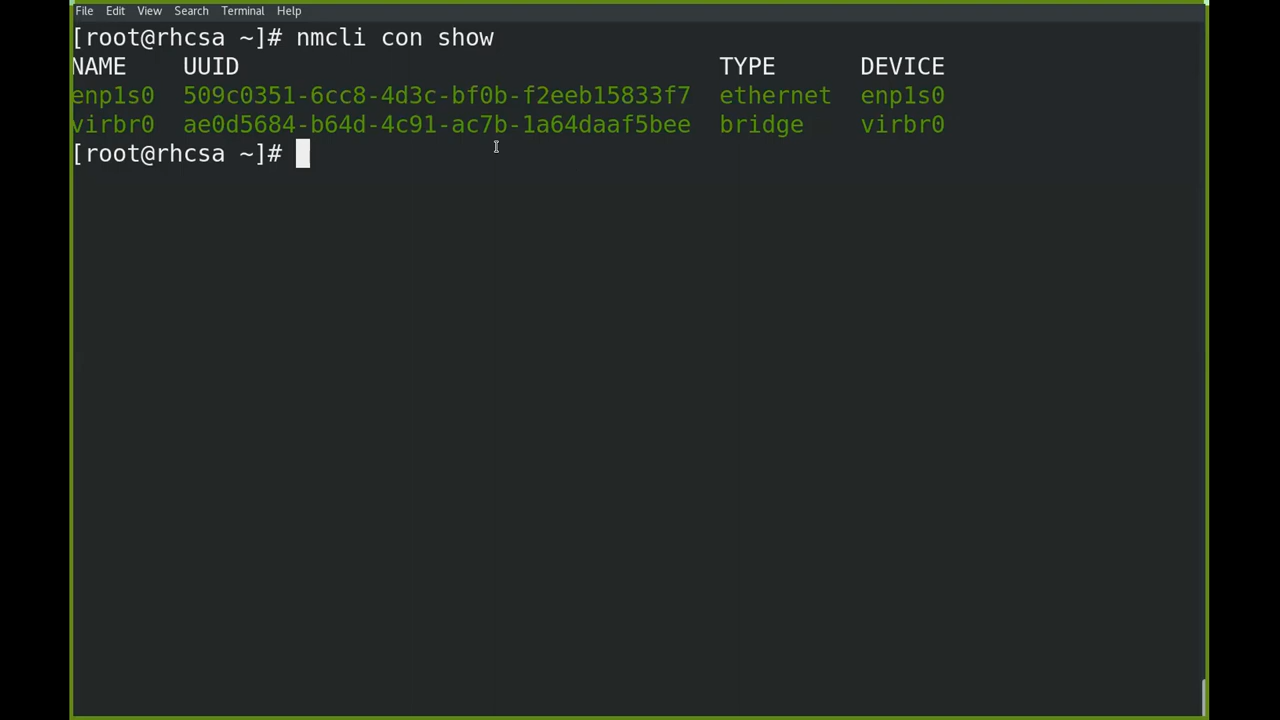 File Edit View Search Terminal Help
[root@rhcsa ~]# nmcli con show
NAME    UUID                                  TYPE      DEVICE
enp1s0  509c0351-6cc8-4d3c-bf0b-f2eeb15833f7  ethernet  enp1s0
virbr0  ae0d5684-b64d-4c91-ac7b-1a64daaf5bee  bridge    virbr0
[root@rhcsa ~]#